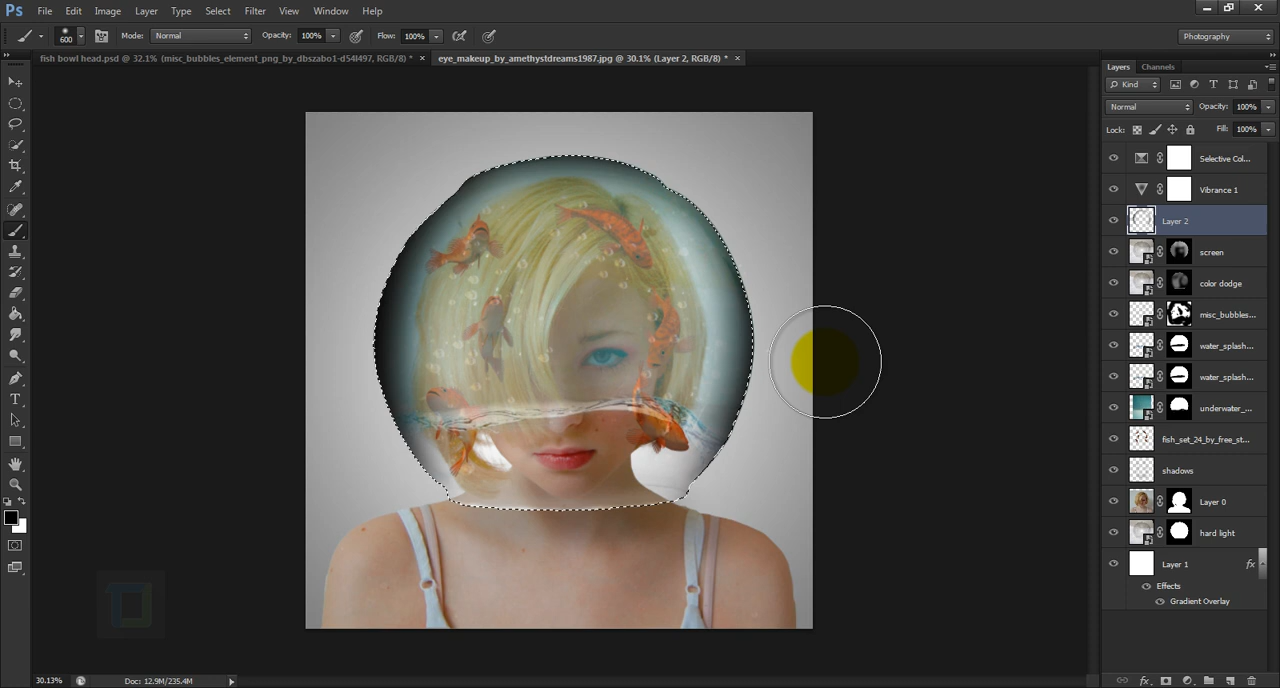 Ps File Edit Image Layer Type Select Filter View Window Help
600 Mode: Normal Opacity: 100% Flow: 100% Photography
fish bowl head.psd @ 32.1% (misc_bubbles_element_png_by_dbszabo1-d54l497, RGB/8) * × eye_makeup_by_amethystdreams1987.jpg @ 30.1% (Layer 2, RGB/8) * ×
Layers Channels
Kind
Normal Opacity: 100%
Lock: Fill: 100%
Selective Col...
Vibrance 1
Layer 2
screen
color dodge
misc_bubbles...
water_splash...
water_splash...
underwater_...
fish_set_24_by_free_st...
shadows
Layer 0
hard light
Layer 1 fx
Effects
Gradient Overlay
30.13% Doc: 12.9M/235.4M
fx